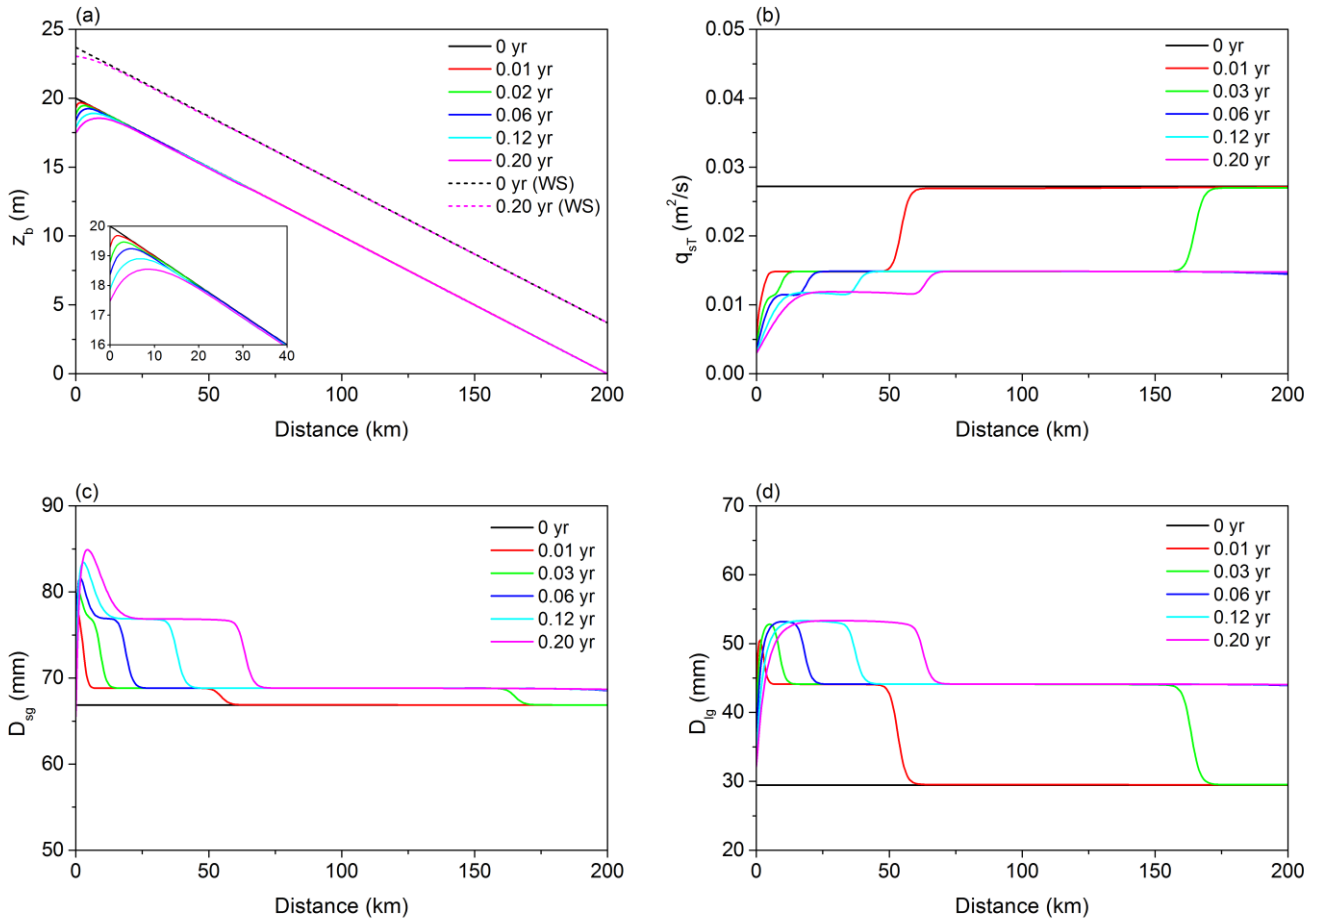 (a)
25
20
15
10
5
0
z_b (m)
0 yr
0.01 yr
0.02 yr
0.06 yr
0.12 yr
0.20 yr
0 yr (WS)
0.20 yr (WS)
20
19
18
17
16
0 10 20 30 40
0 50 100 150 200
Distance (km)
(b)
0.05
0.04
0.03
0.02
0.01
0.00
q_sT (m²/s)
0 yr
0.01 yr
0.03 yr
0.06 yr
0.12 yr
0.20 yr
0 50 100 150 200
Distance (km)
(c)
90
80
70
60
50
D_sg (mm)
0 yr
0.01 yr
0.03 yr
0.06 yr
0.12 yr
0.20 yr
0 50 100 150 200
Distance (km)
(d)
70
60
50
40
30
20
D_lg (mm)
0 yr
0.01 yr
0.03 yr
0.06 yr
0.12 yr
0.20 yr
0 50 100 150 200
Distance (km)